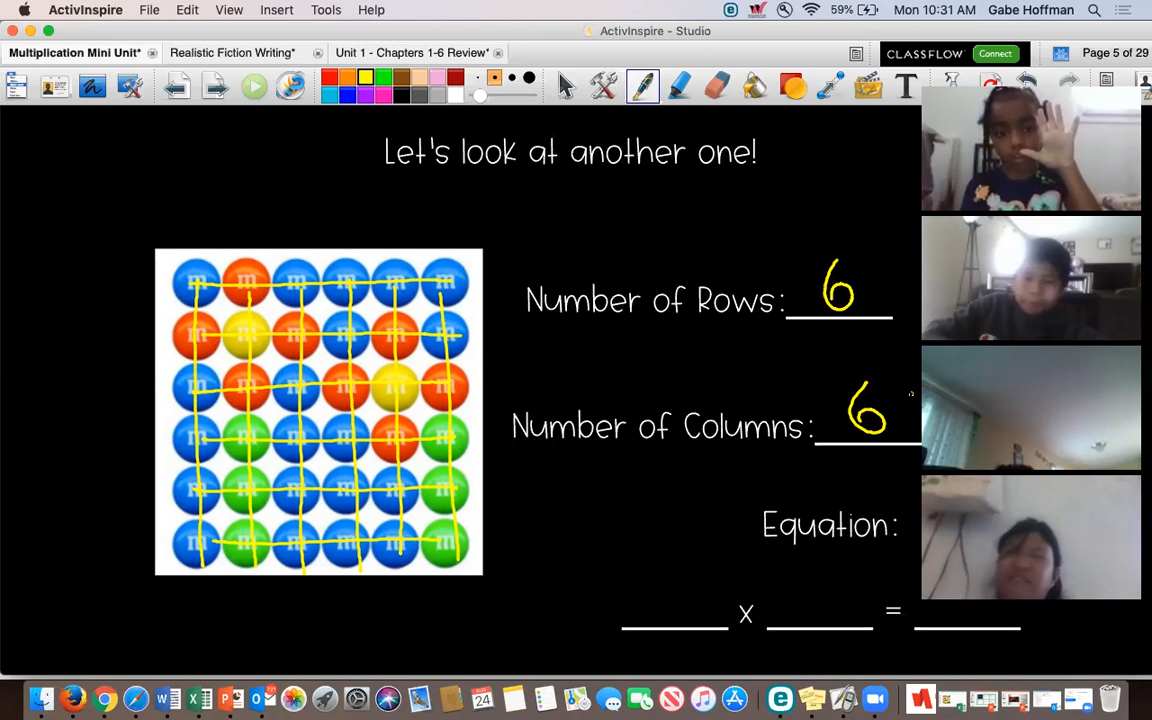 ActivInspire File Edit View Insert Tools Help 59% Mon 10:31 AM Gabe Hoffman
ActivInspire - Studio
Multiplication Mini Unit* Realistic Fiction Writing* Unit 1 - Chapters 1-6 Review* CLASSFLOW Connect Page 5 of 29
T
Let's look at another one!
m m m m m m
m m m m m m
m m m m m m
m m m m m m
m m m m m m
m m m m m m
Number of Rows: 6
Number of Columns: 6
Equation:
x =
721 24